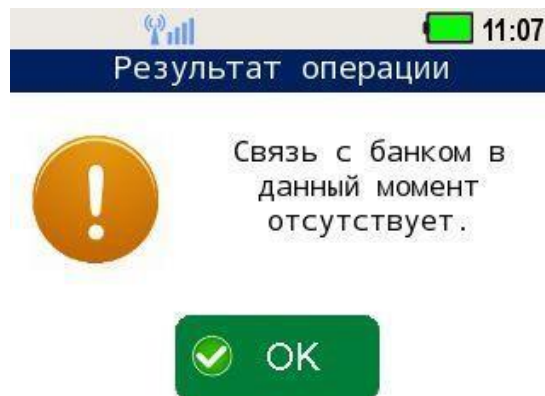 11:07
Результат операции
Связь с банком в
данный момент
отсутствует.
OK